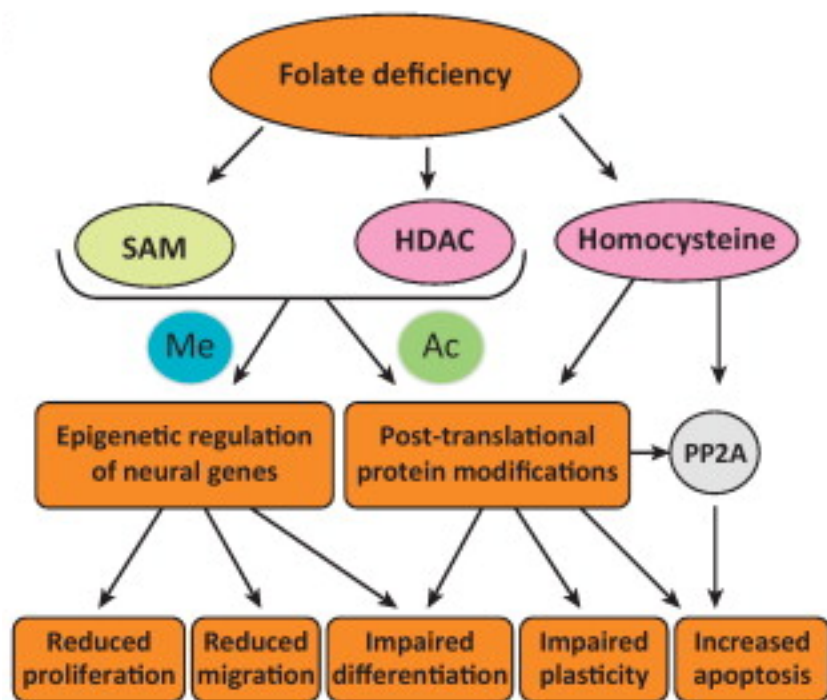 Folate deficiency
SAM
HDAC
Homocysteine
Me
Ac
Epigenetic regulation
of neural genes
Post-translational
protein modifications
PP2A
Reduced
proliferation
Reduced
migration
Impaired
differentiation
Impaired
plasticity
Increased
apoptosis